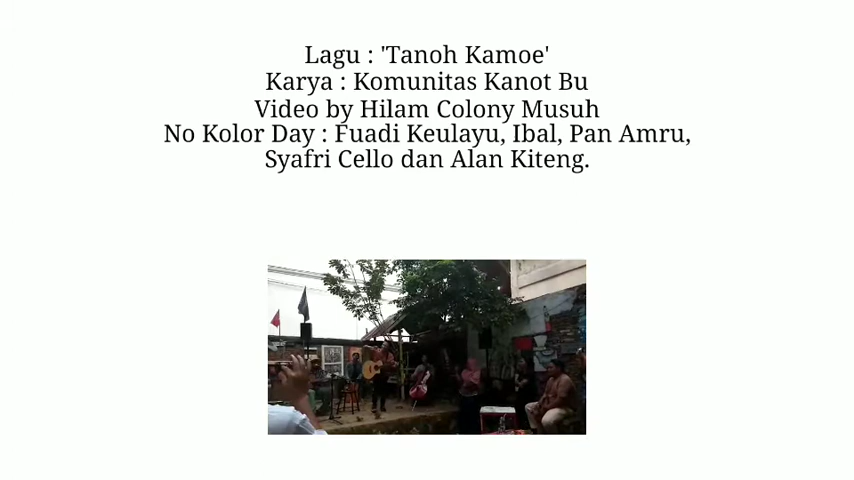 Lagu : 'Tanoh Kamoe'
Karya : Komunitas Kanot Bu
Video by Hilam Colony Musuh
No Kolor Day : Fuadi Keulayu, Ibal, Pan Amru,
Syafri Cello dan Alan Kiteng.